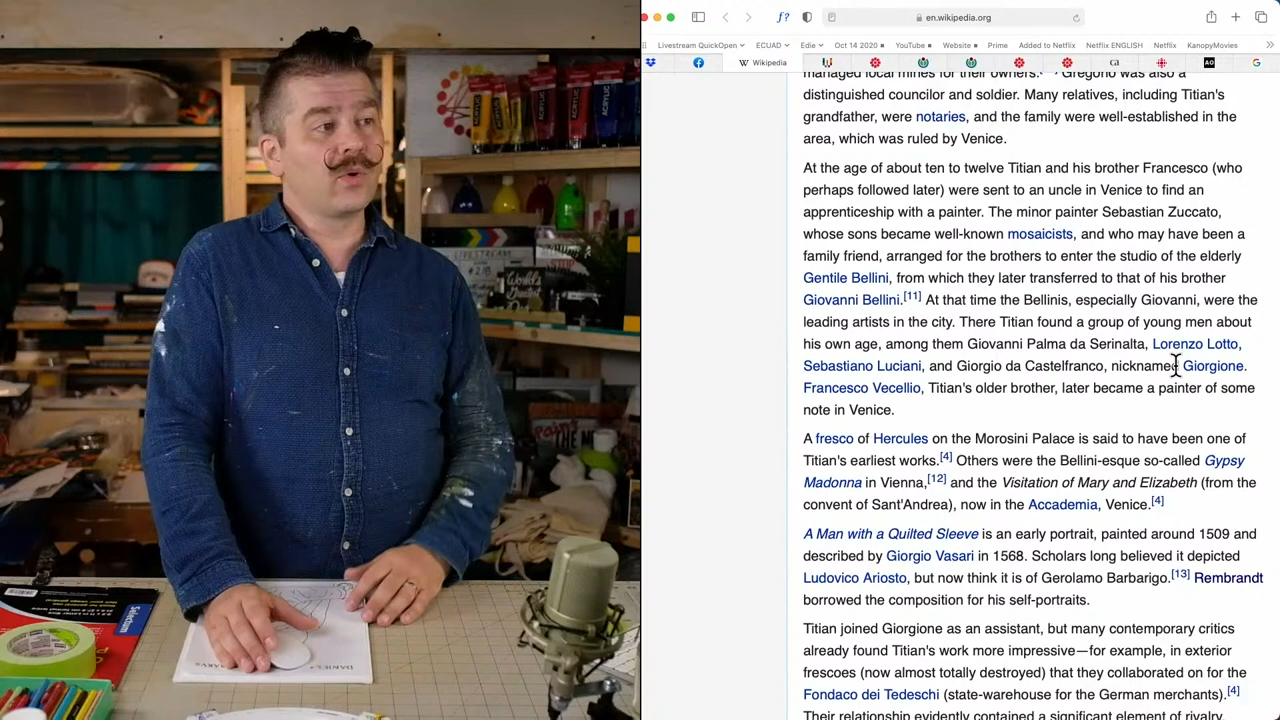 en.wikipedia.org
Livestream QuickOpen
ECUAD
Edie
Oct 14 2020
YouTube
Website
Prime
Added to Netflix
Netflix ENGLISH
Netflix
KanopyMovies
Wikipedia
managed local mines for their owners. Gregorio was also a
distinguished councilor and soldier. Many relatives, including Titian's
grandfather, were notaries, and the family were well-established in the
area, which was ruled by Venice.
At the age of about ten to twelve Titian and his brother Francesco (who
perhaps followed later) were sent to an uncle in Venice to find an
apprenticeship with a painter. The minor painter Sebastian Zuccato,
whose sons became well-known mosaicists, and who may have been a
family friend, arranged for the brothers to enter the studio of the elderly
Gentile Bellini, from which they later transferred to that of his brother
Giovanni Bellini.[11] At that time the Bellinis, especially Giovanni, were the
leading artists in the city. There Titian found a group of young men about
his own age, among them Giovanni Palma da Serinalta, Lorenzo Lotto,
Sebastiano Luciani, and Giorgio da Castelfranco, nicknamed Giorgione.
Francesco Vecellio, Titian's older brother, later became a painter of some
note in Venice.
A fresco of Hercules on the Morosini Palace is said to have been one of
Titian's earliest works.[4] Others were the Bellini-esque so-called Gypsy
Madonna in Vienna,[12] and the Visitation of Mary and Elizabeth (from the
convent of Sant'Andrea), now in the Accademia, Venice.[4]
A Man with a Quilted Sleeve is an early portrait, painted around 1509 and
described by Giorgio Vasari in 1568. Scholars long believed it depicted
Ludovico Ariosto, but now think it is of Gerolamo Barbarigo.[13] Rembrandt
borrowed the composition for his self-portraits.
Titian joined Giorgione as an assistant, but many contemporary critics
already found Titian's work more impressive—for example, in exterior
frescoes (now almost totally destroyed) that they collaborated on for the
Fondaco dei Tedeschi (state-warehouse for the German merchants).[4]
Their relationship evidently contained a significant element of rivalry.
World's
Greatest